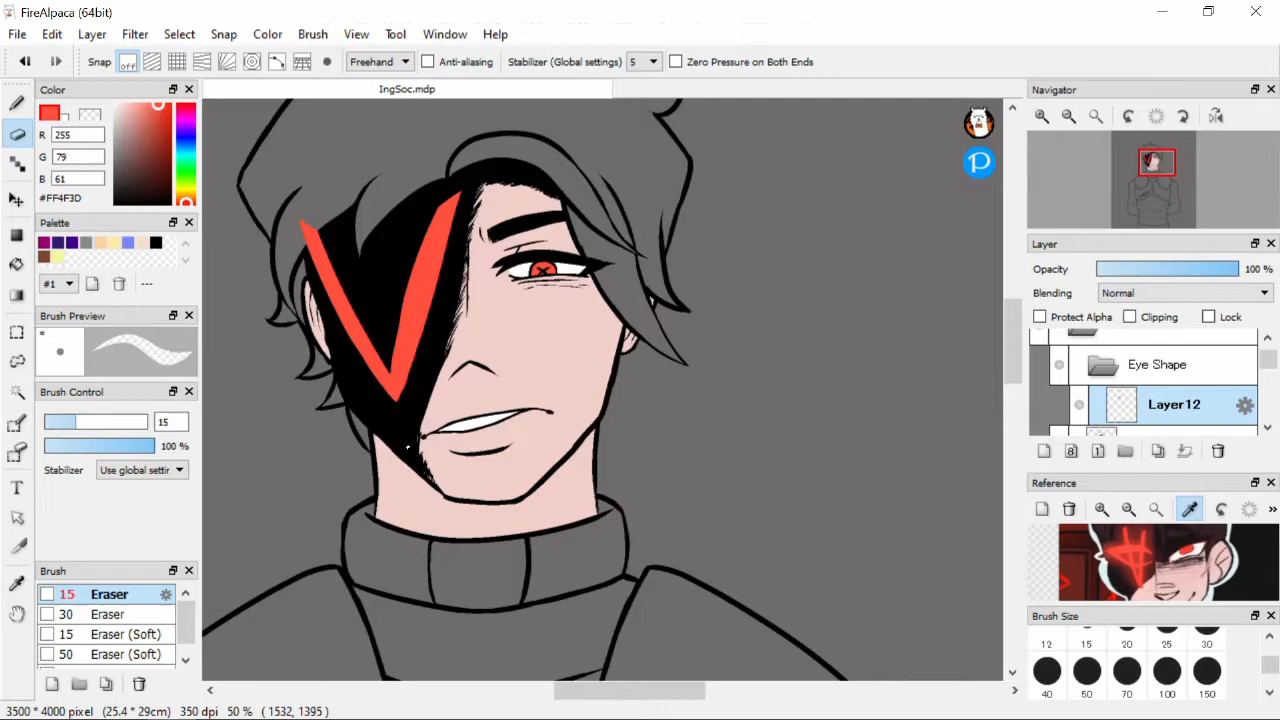 FireAlpaca (64bit)
File Edit Layer Filter Select Snap Color Brush View Tool Window Help
Snap off Freehand Anti-aliasing Stabilizer (Global settings) 5 Zero Pressure on Both Ends
Color
R 255
G 79
B 61
#FF4F3D
Palette
#1 ---
Brush Preview
Brush Control
15
100 %
Stabilizer Use global settir
Brush
15 Eraser
30 Eraser
15 Eraser (Soft)
50 Eraser (Soft)
IngSoc.mdp
P
Navigator
Layer
Opacity 100 %
Blending Normal
Protect Alpha Clipping Lock
Eye Shape
Layer12
8 1
Reference
Brush Size
12 15 20 25 30
40 50 70 100 150
3500 * 4000 pixel (25.4 * 29cm) 350 dpi 50 % ( 1532, 1395 )